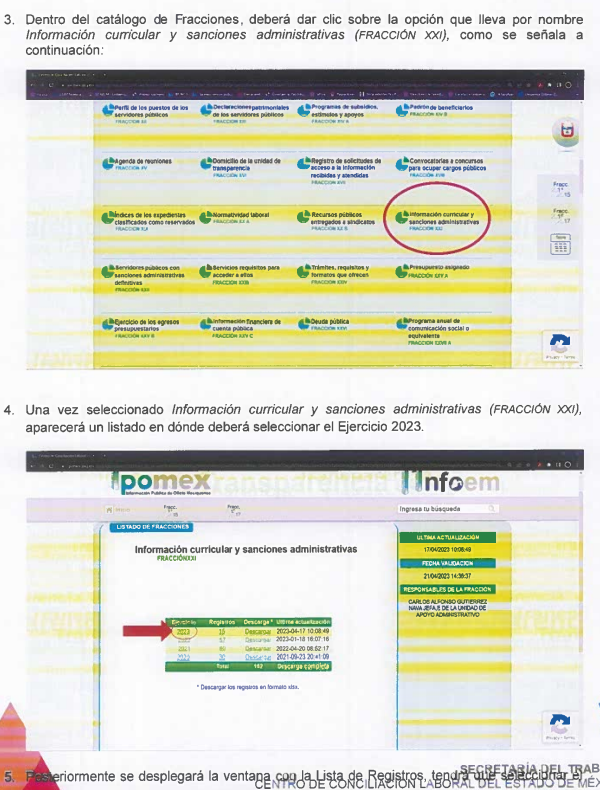 3. Dentro del catálogo de Fracciones, deberá dar clic sobre la opción que lleva por nombre
Información curricular y sanciones administrativas (FRACCIÓN XXI), como se señala a
continuación:
Perfil de los puestos de los
servidores públicos
Declaraciones patrimoniales
de los servidores públicos
Programas de subsidios,
estímulos y apoyos
FRACCIÓN XIV A
Padrón de beneficiarios
FRACCIÓN XIV B
Agenda de reuniones
FRACCIÓN XV
Domicilio de la unidad de
transparencia
FRACCIÓN XVI
Registro de solicitudes de
acceso a la información
recibidas y atendidas
FRACCIÓN XVII
Convocatorias a concursos
para ocupar cargos públicos
FRACCIÓN XVIII
Índices de los expedientes
clasificados como reservados
FRACCIÓN XIX
Normatividad laboral
FRACCIÓN XX A
Recursos públicos
entregados a sindicatos
FRACCIÓN XX B
Información curricular y
sanciones administrativas
FRACCIÓN XXI
Servidores públicos con
sanciones administrativas
definitivas
FRACCIÓN XXII
Servicios requisitos para
acceder a ellos
FRACCIÓN XXIII
Trámites, requisitos y
formatos que ofrecen
FRACCIÓN XXIV
Presupuesto asignado
FRACCIÓN XXV A
Ejercicio de los egresos
presupuestarios
FRACCIÓN XXV B
Información financiera de
cuenta pública
FRACCIÓN XXV C
Deuda pública
FRACCIÓN XXVI
Programa anual de
comunicación social o
equivalente
FRACCIÓN XXVII A
4. Una vez seleccionado Información curricular y sanciones administrativas (FRACCIÓN XXI),
aparecerá un listado en dónde deberá seleccionar el Ejercicio 2023.
Ipomex
Información Pública de Oficio Mexiquense
Infoem
Ingresa tu búsqueda
LISTADO DE FRACCIONES
Información curricular y sanciones administrativas
FRACCIÓN XXI
Ejercicio Registros Descarga* Última actualización
2023 15 Descargar 2023-04-17 10:08:49
57 Descargar 2023-01-18 16:07:16
Descargar 2022-04-20 08:52:17
Descargar 2021-09-23 20:41:09
Total 162 Descarga completa
* Descargar los registros en formato xlsx.
ULTIMA ACTUALIZACIÓN
17/04/2023 10:08:49
FECHA VALIDACIÓN
21/04/2023 14:36:37
RESPONSABLES DE LA FRACCIÓN
CARLOS ALFONSO GUTIERREZ
NAVA JEFA/E DE LA UNIDAD DE
APOYO ADMINISTRATIVO
SECRETARÍA DEL TRAB
5. Posteriormente se desplegará la ventana con la Lista de Registros, tendrá que seleccionar el
CENTRO DE CONCILIACIÓN LABORAL DEL ESTADO DE MÉX